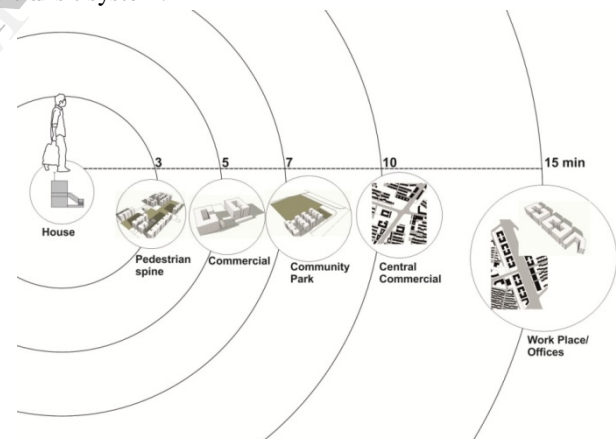 3
5
7
10
15 min
House
Pedestrian
spine
Commercial
Community
Park
Central
Commercial
Work Place/
Offices